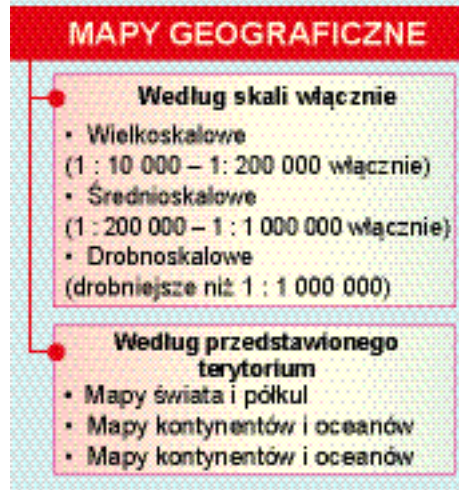 MAPY GEOGRAFICZNE
Według skali włącznie
• Wielkoskalowe
(1 : 10 000 – 1: 200 000 włącznie)
• Średnioskalowe
(1 : 200 000 – 1 : 1 000 000 włącznie)
• Drobnoskalowe
(drobniejsze niż 1 : 1 000 000)
Według przedstawionego
terytorium
• Mapy świata i półkul
• Mapy kontynentów i oceanów
• Mapy kontynentów i oceanów